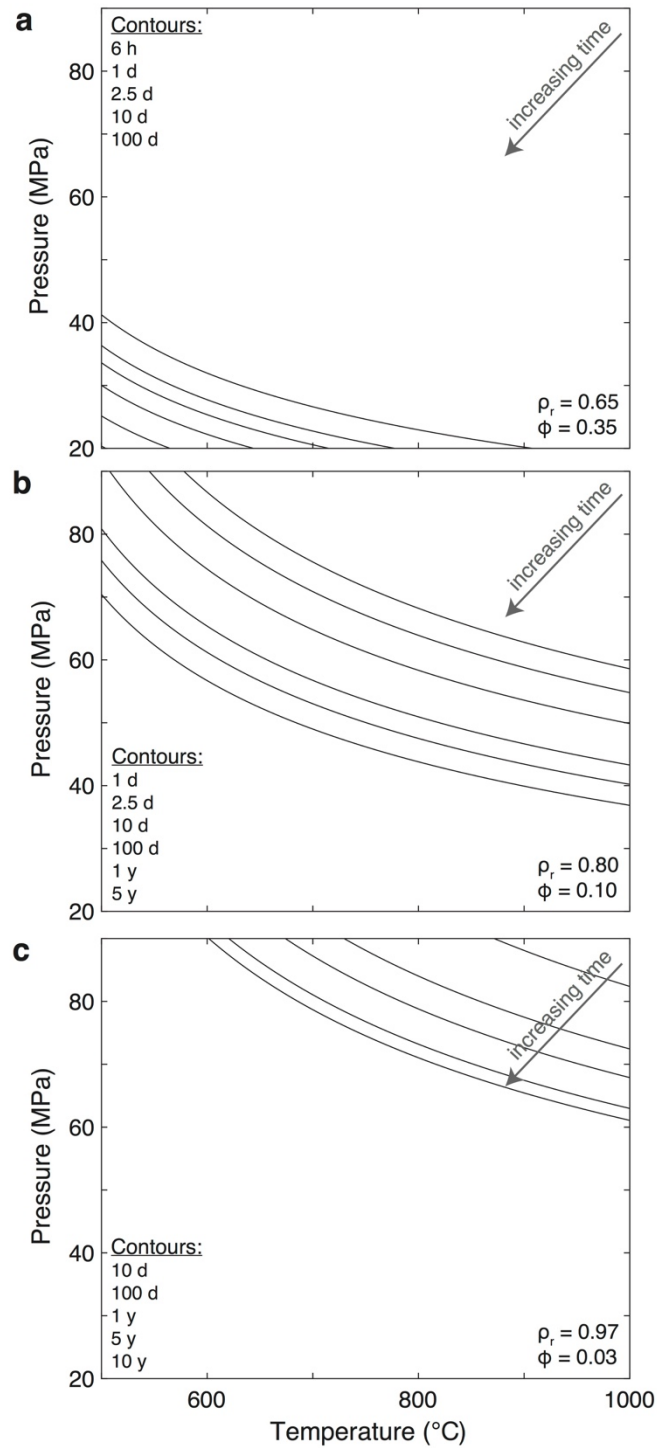 a
Contours:
6 h
1 d
2.5 d
10 d
100 d
increasing time
80
60
40
20
Pressure (MPa)
ρr = 0.65
ϕ = 0.35
b
increasing time
80
60
40
20
Pressure (MPa)
Contours:
1 d
2.5 d
10 d
100 d
1 y
5 y
ρr = 0.80
ϕ = 0.10
c
increasing time
80
60
40
20
Pressure (MPa)
Contours:
10 d
100 d
1 y
5 y
10 y
ρr = 0.97
ϕ = 0.03
600 800 1000
Temperature (°C)